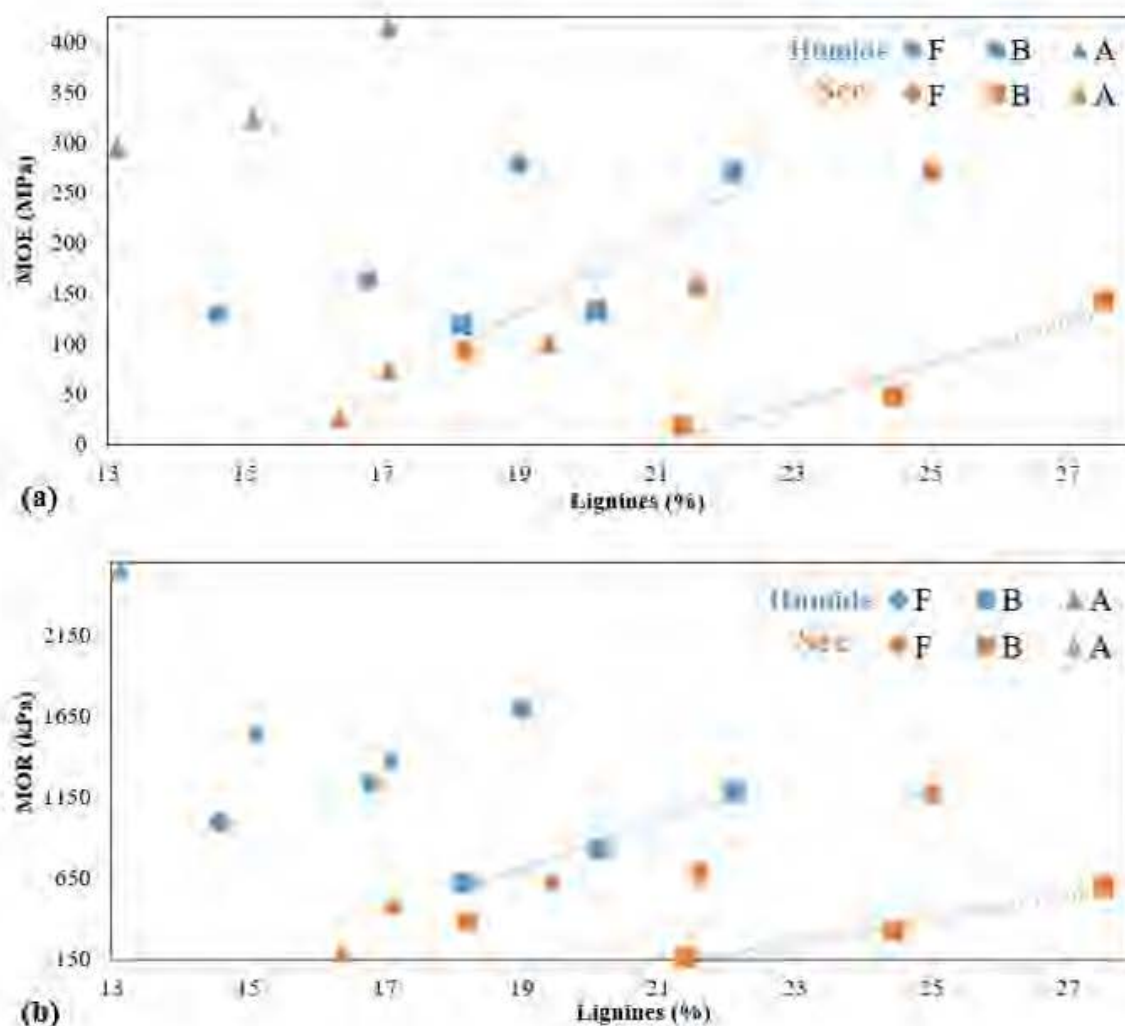 400
Humide F B A
350
Sec F B A
300
250
200
150
100
50
0
MOE (MPa)
13 15 17 19 21 23 25 27
(a)
Lignines (%)
Humide F B A
2150
Sec F B A
1650
1150
650
150
MOR (kPa)
13 15 17 19 21 23 25 27
(b)
Lignines (%)